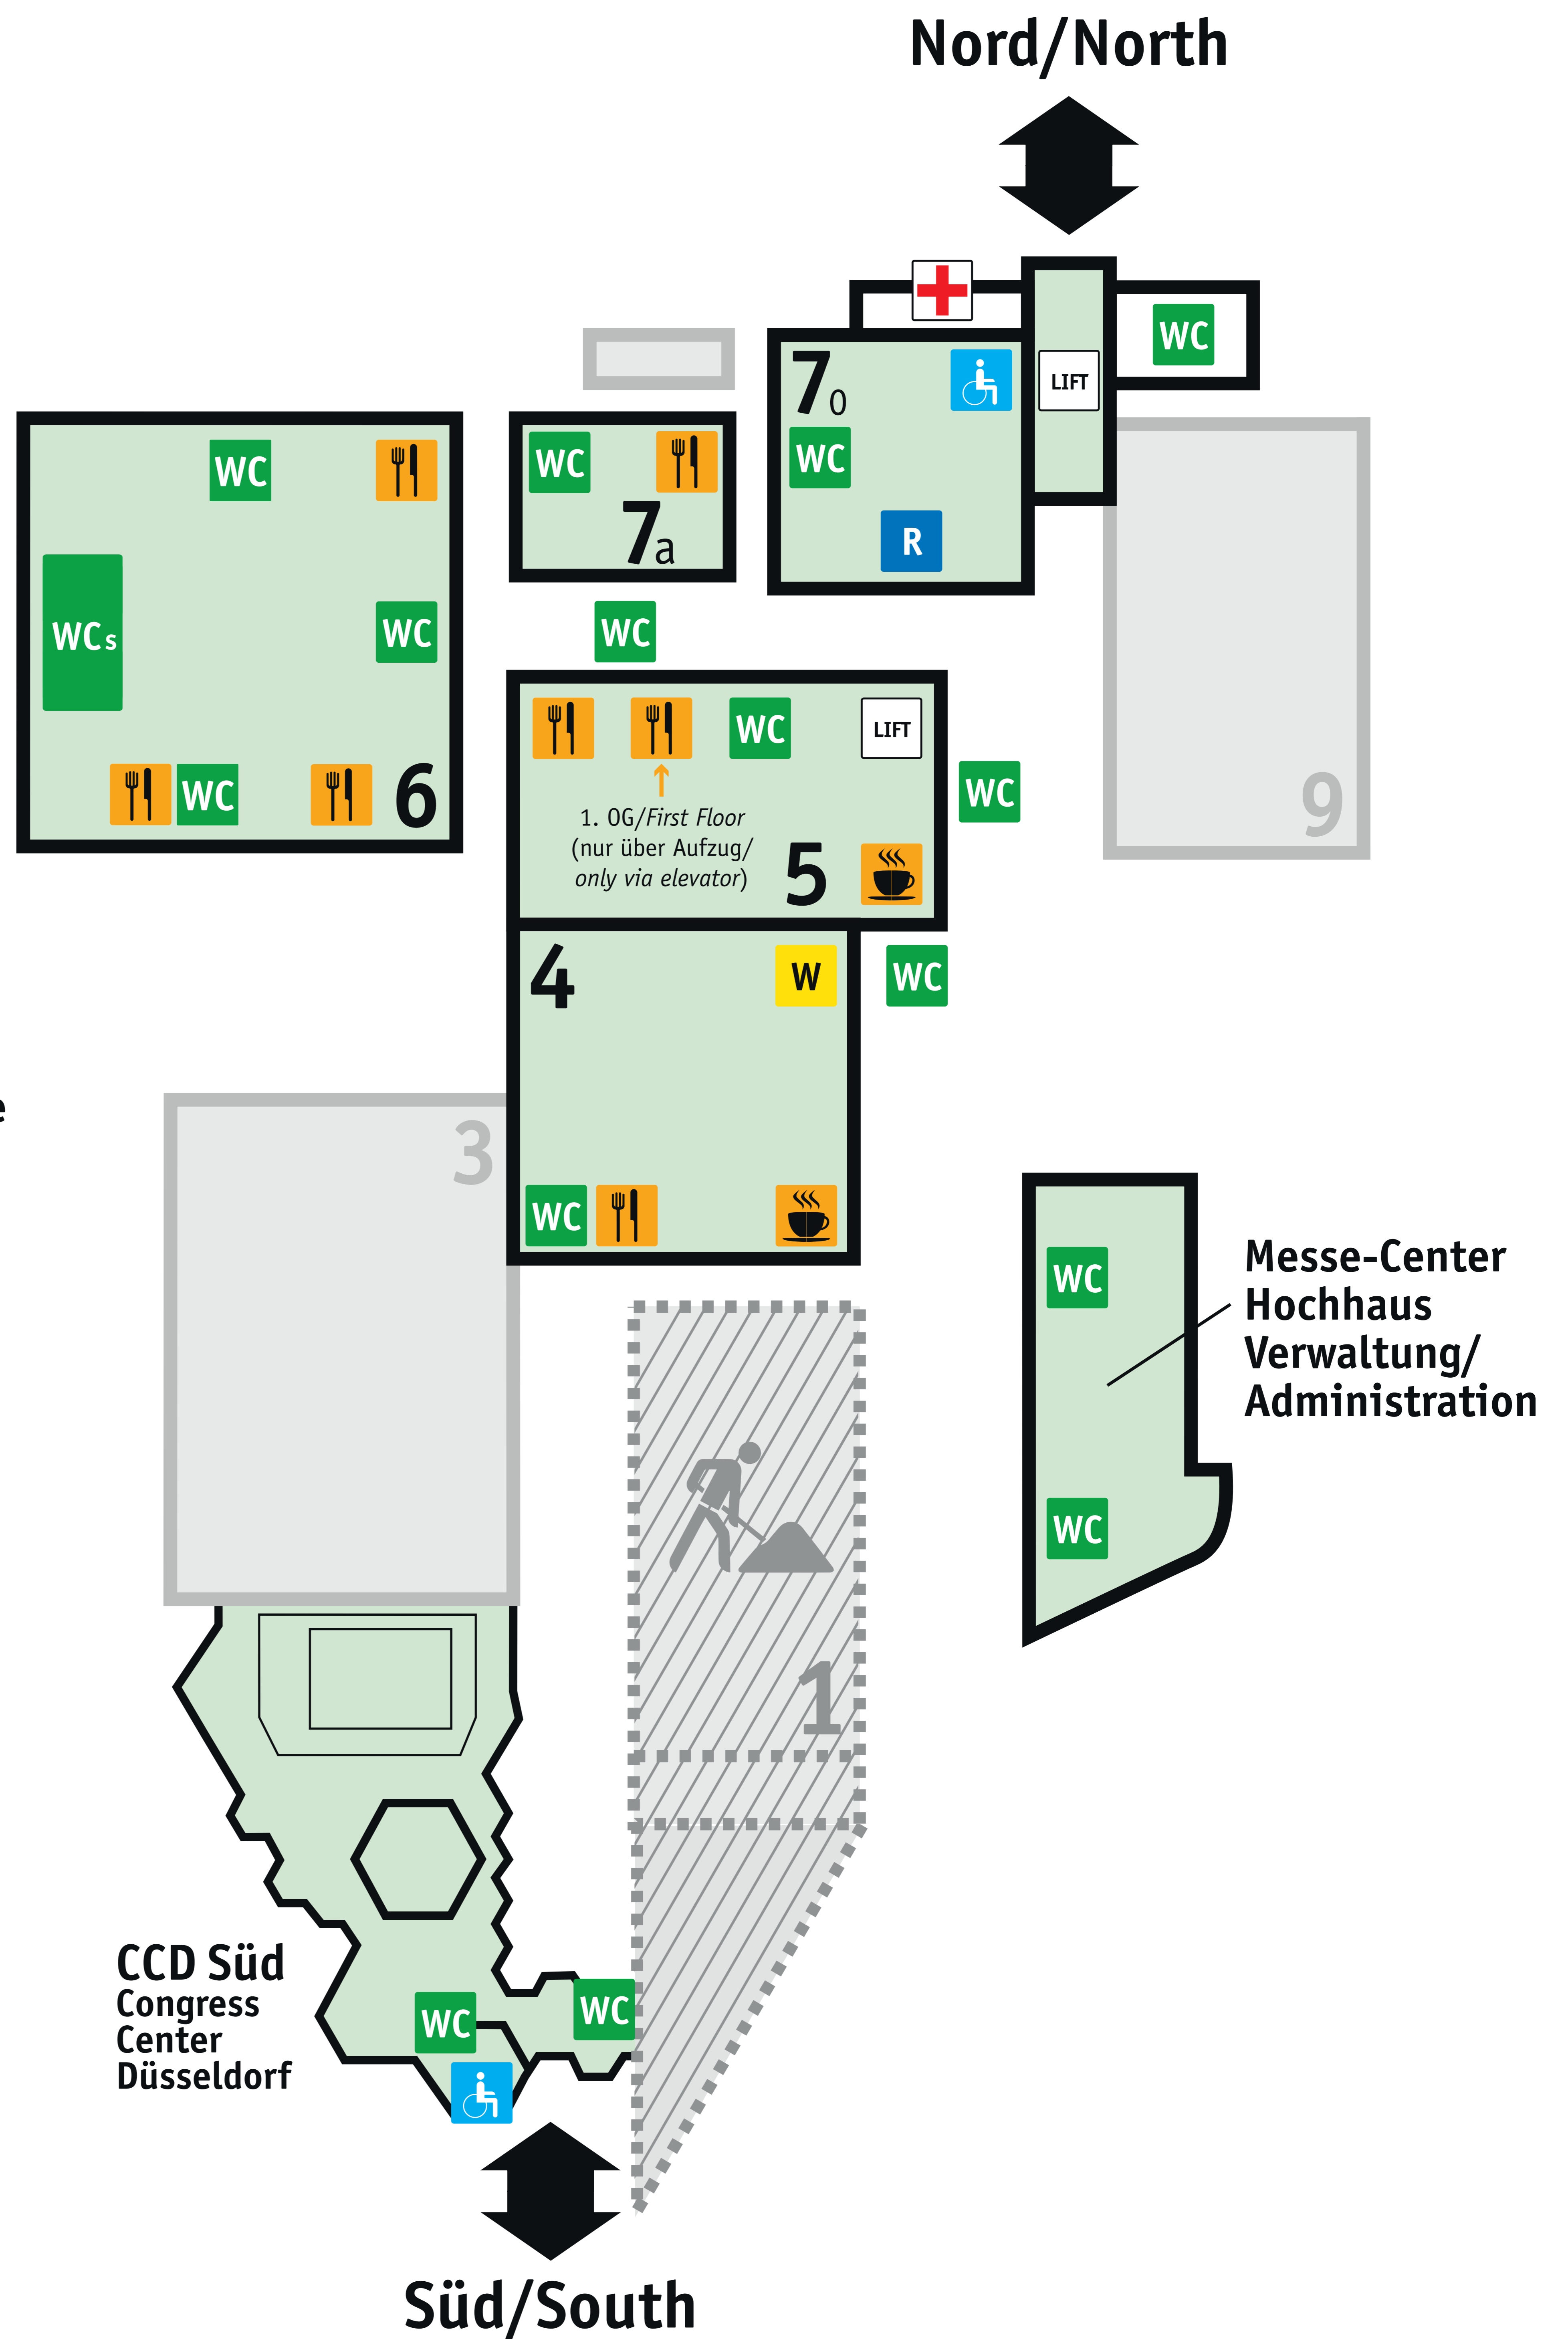 Nord/North
WC
7 0
LIFT
WC
WC
7a
R
WC
WCs
WC
WC
WC
WC
LIFT
WC
6
9
1. OG/First Floor
(nur über Aufzug/
only via elevator)
5
4
W
WC
3
WC
WC
Messe-Center
Hochhaus
Verwaltung/
Administration
WC
1
CCD Süd
Congress
Center
Düsseldorf
WC
WC
Süd/South